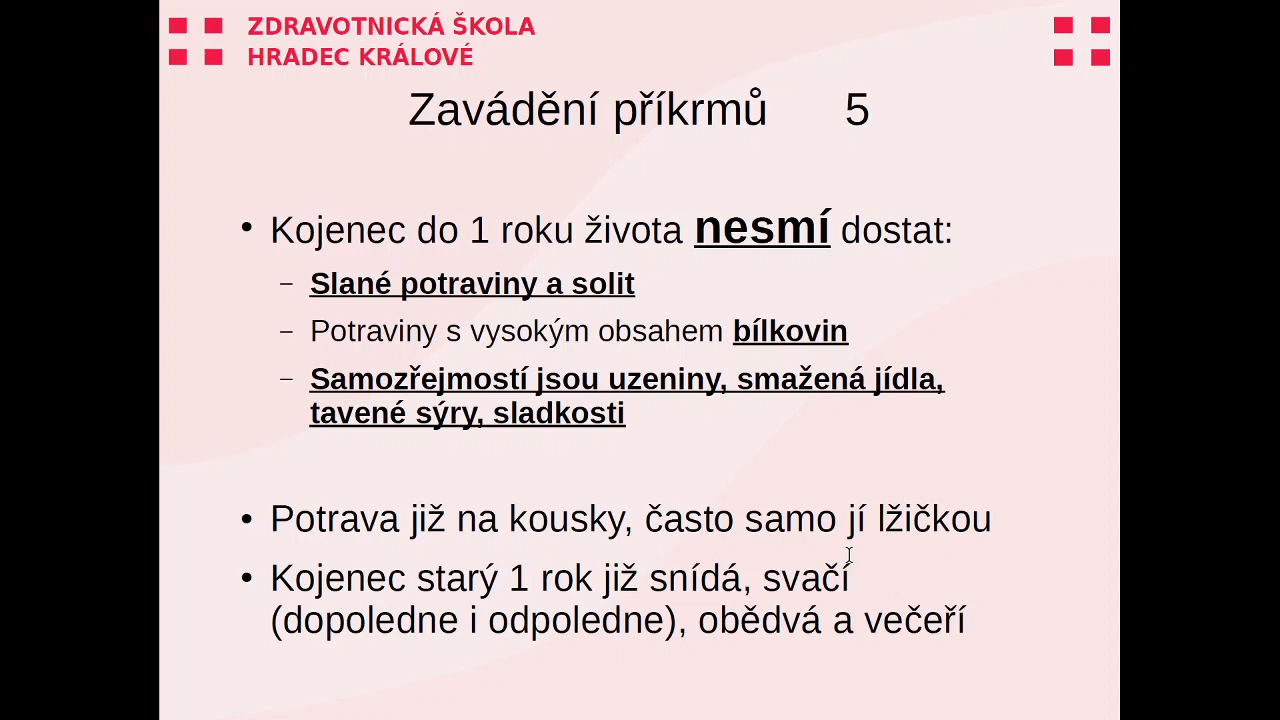 ZDRAVOTNICKÁ ŠKOLA
HRADEC KRÁLOVÉ
Zavádění příkrmů 5
• Kojenec do 1 roku života nesmí dostat:
– Slané potraviny a solit
– Potraviny s vysokým obsahem bílkovin
– Samozřejmostí jsou uzeniny, smažená jídla,
tavené sýry, sladkosti
• Potrava již na kousky, často samo jí lžičkou
• Kojenec starý 1 rok již snídá, svačí
(dopoledne i odpoledne), obědvá a večeří